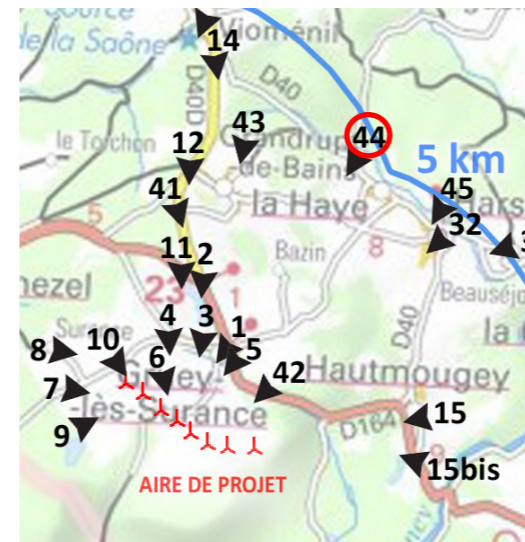 Source
de la Saône
Vioménil
14
D40D
D40
43
44
le Torchon
12
Grandrupt
-de-Bains
5 km
41
la Haye
45
5
32
11
2
Bazin
8
23
1
Beauséjo
nezel
la
4
3
1
D40
8
10
6
5
7
42
Hautmougey
-lès-Surance
9
D164
15
AIRE DE PROJET
15bis